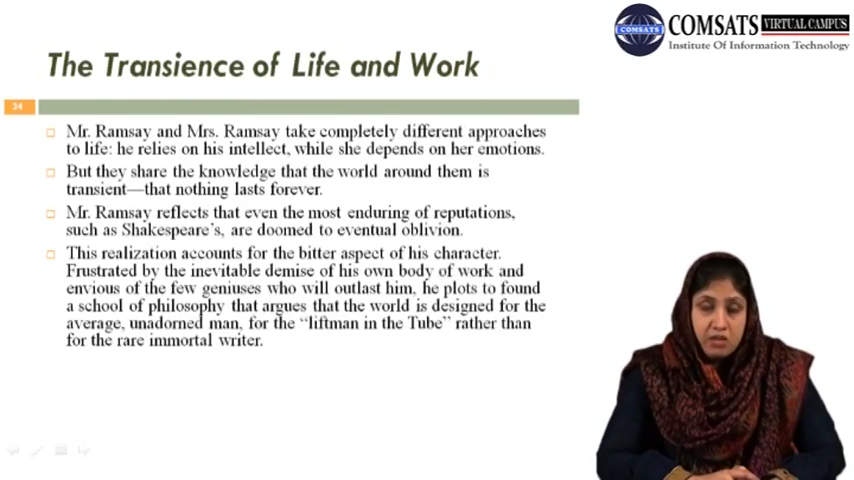 COMSATS VIRTUAL CAMPUS
COMSATS
Institute Of Information Technology
The Transience of Life and Work
34
Mr. Ramsay and Mrs. Ramsay take completely different approaches
to life: he relies on his intellect, while she depends on her emotions.
But they share the knowledge that the world around them is
transient—that nothing lasts forever.
Mr. Ramsay reflects that even the most enduring of reputations,
such as Shakespeare's, are doomed to eventual oblivion.
This realization accounts for the bitter aspect of his character.
Frustrated by the inevitable demise of his own body of work and
envious of the few geniuses who will outlast him, he plots to found
a school of philosophy that argues that the world is designed for the
average, unadorned man, for the “liftman in the Tube” rather than
for the rare immortal writer.